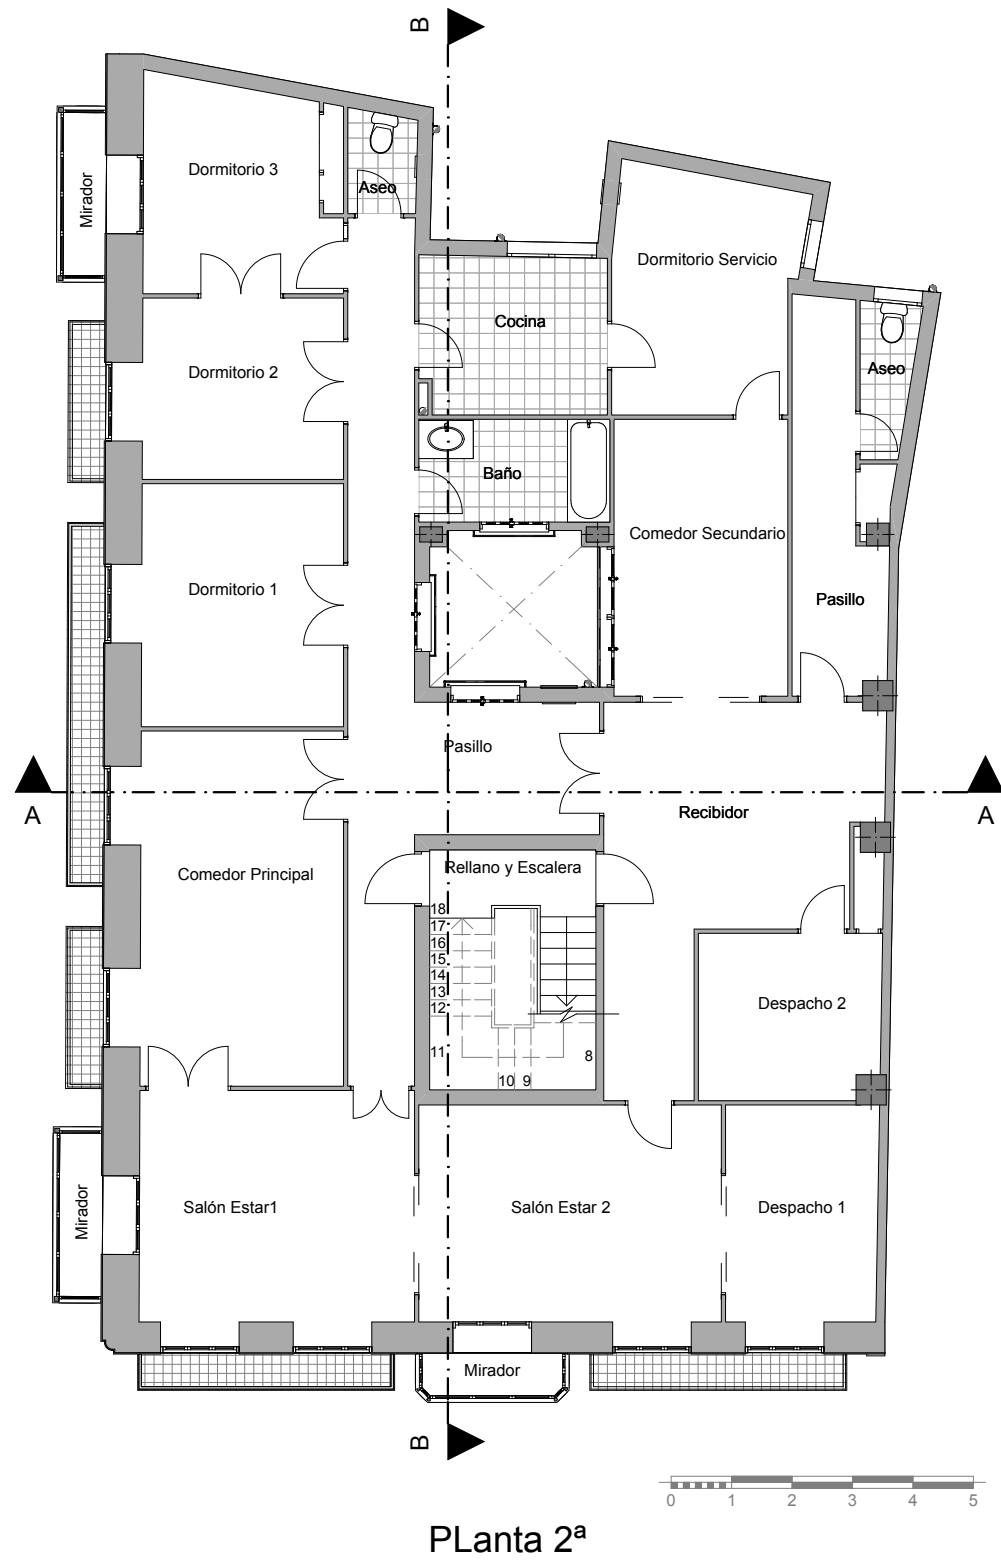 B
Dormitorio 3
Aseo
Mirador
Dormitorio Servicio
Cocina
Dormitorio 2
Aseo
Baño
Comedor Secundario
Dormitorio 1
Pasillo
Pasillo
A
Recibidor
A
Comedor Principal
Rellano y Escalera
18
17
16
15
14
13
12
11
10
9
8
Despacho 2
Mirador
Salón Estar1
Salón Estar 2
Despacho 1
Mirador
B
0 1 2 3 4 5
PLanta 2ª